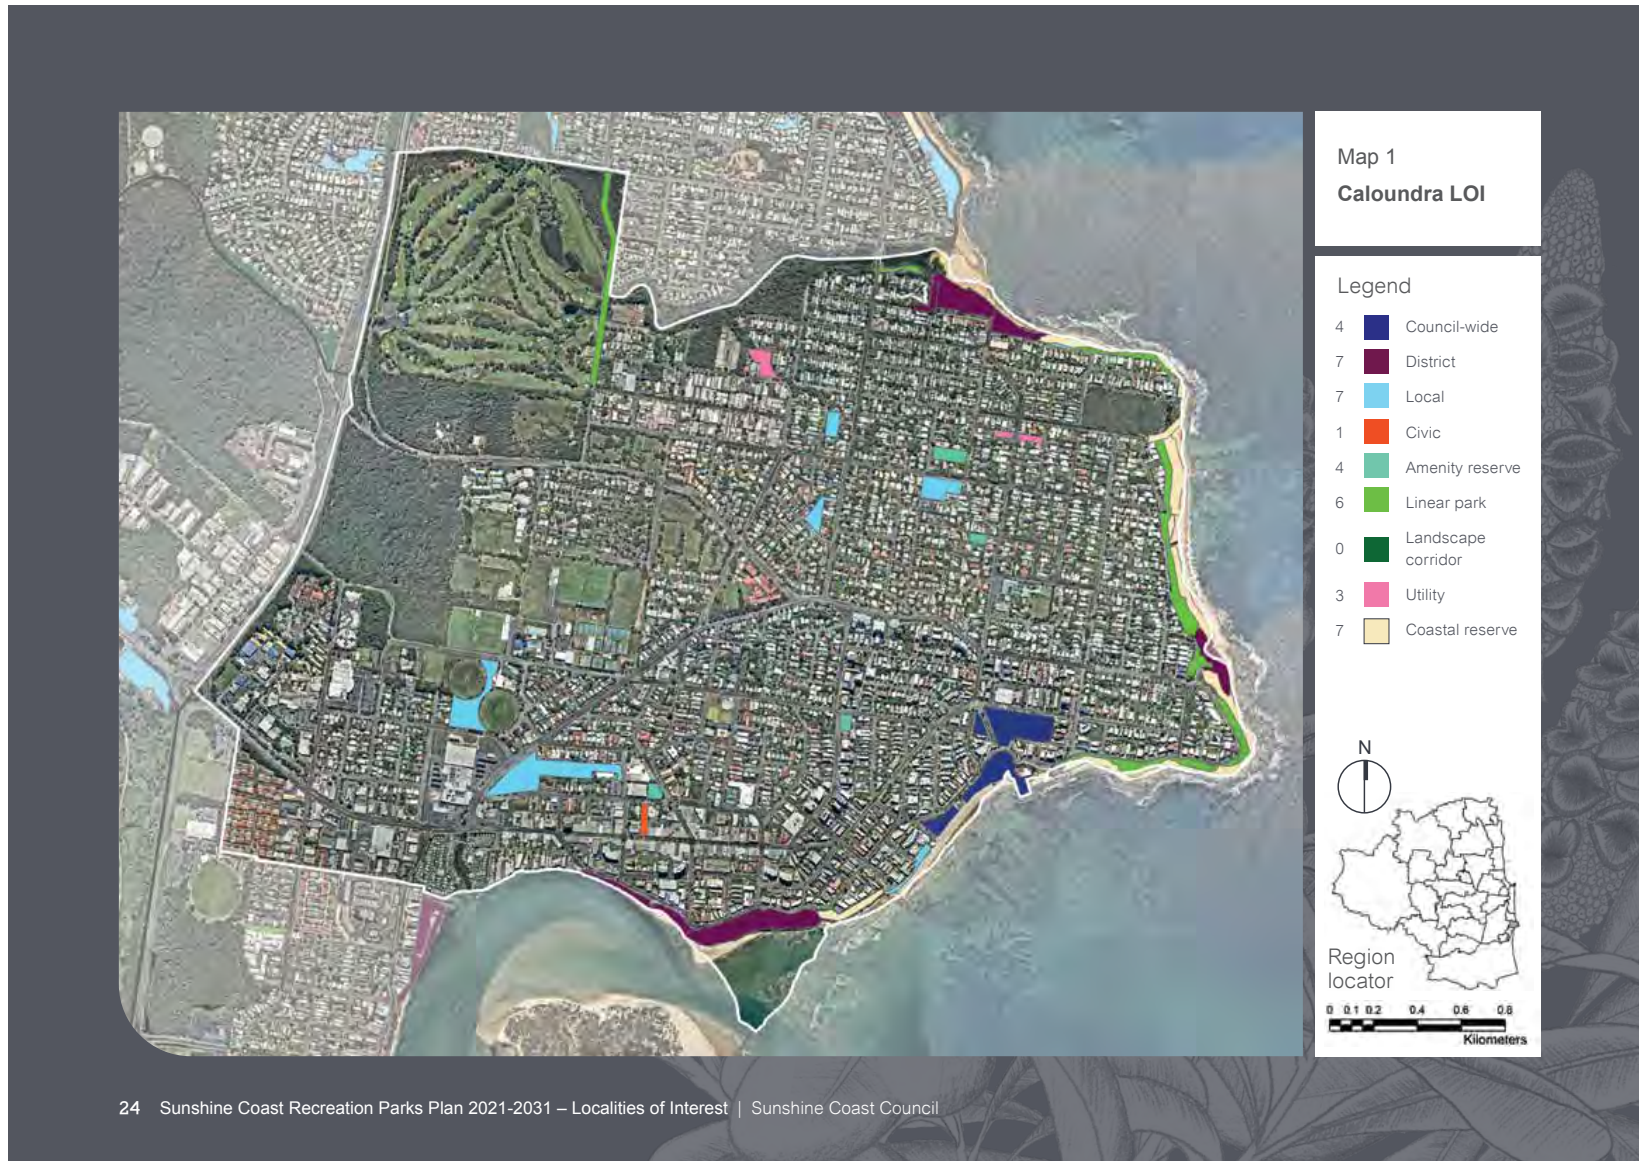 Map 1
Caloundra LOI
Legend
4 Council-wide
7 District
7 Local
1 Civic
4 Amenity reserve
6 Linear park
0 Landscape
corridor
3 Utility
7 Coastal reserve
N
Region
locator
0 0.1 0.2 0.4 0.6 0.8
Kilometers
24 Sunshine Coast Recreation Parks Plan 2021-2031 – Localities of Interest | Sunshine Coast Council